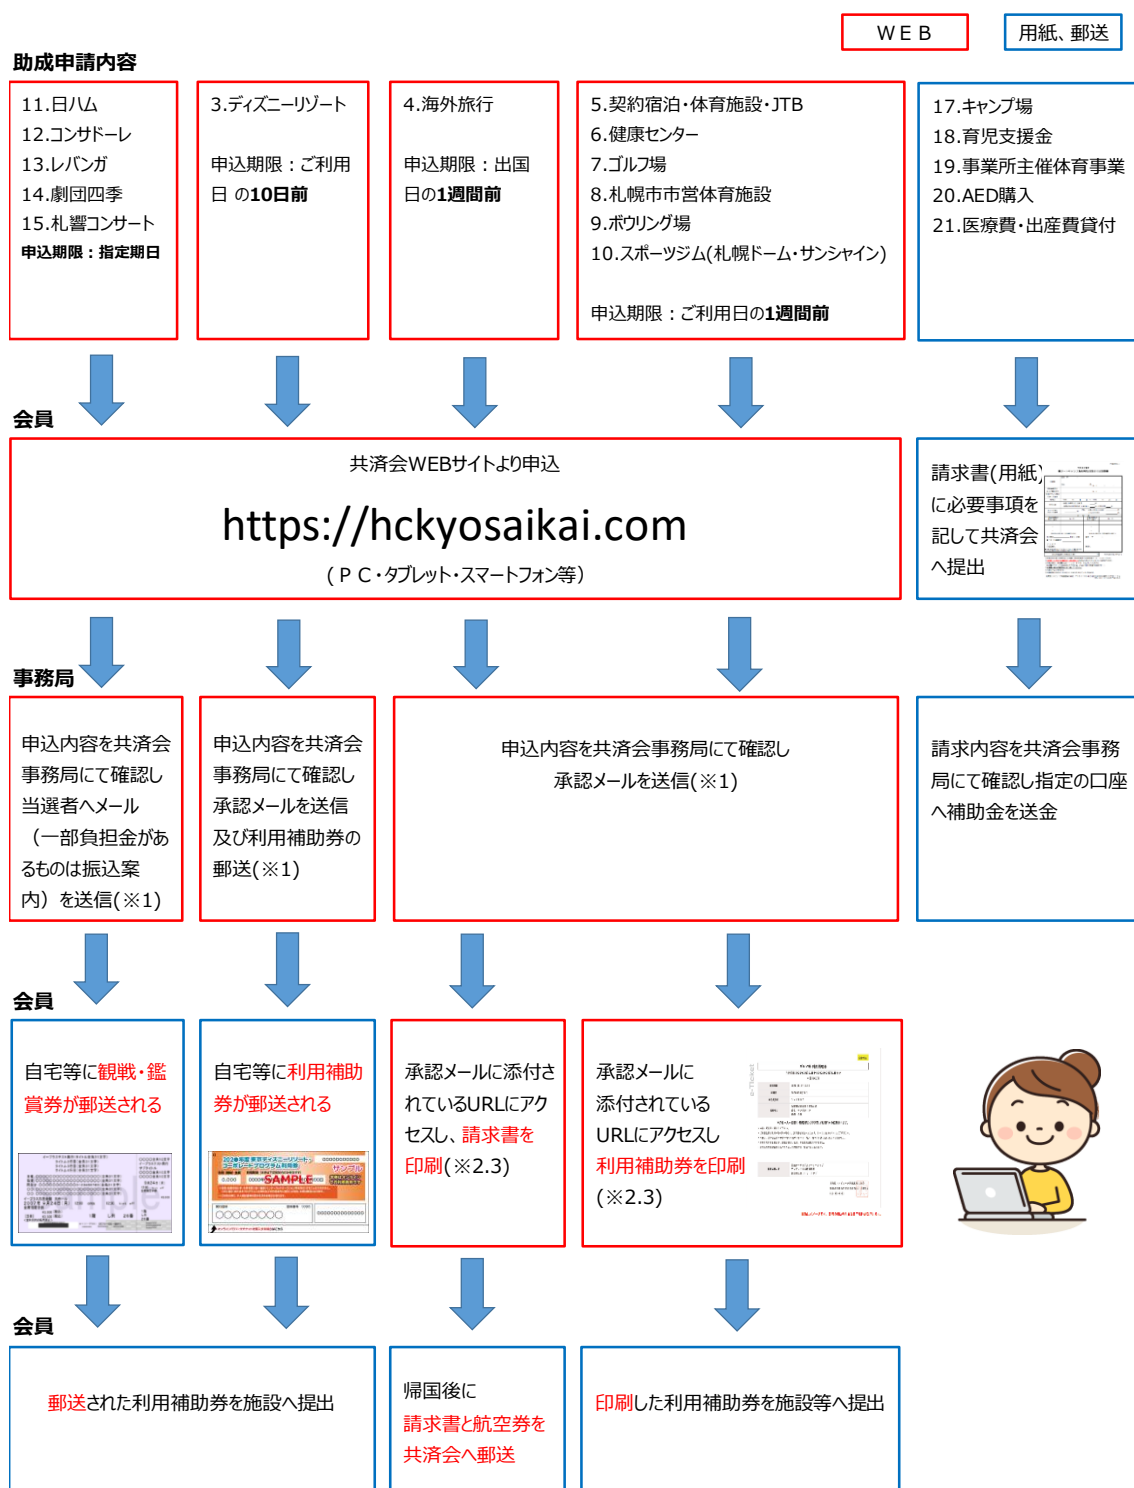 ＷＥＢ
用紙、郵送
助成申請内容
11.日ハム
12.コンサドーレ
13.レバンガ
14.劇団四季
15.札響コンサート
申込期限：指定期日
3.ディズニーリゾート
申込期限：ご利用
日 の10日前
4.海外旅行
申込期限：出国
日の1週間前
5.契約宿泊・体育施設・JTB
6.健康センター
7.ゴルフ場
8.札幌市市営体育施設
9.ボウリング場
10.スポーツジム(札幌ドーム・サンシャイン)
申込期限：ご利用日の1週間前
17.キャンプ場
18.育児支援金
19.事業所主催体育事業
20.AED購入
21.医療費・出産費貸付
会員
共済会WEBサイトより申込
https://hckyosaikai.com
(ＰＣ・タブレット・スマートフォン等)
請求書(用紙)
に必要事項を
記して共済会
へ提出
事務局
申込内容を共済会
事務局にて確認し
当選者へメール
（一部負担金があ
るものは振込案
内）を送信(※1)
申込内容を共済会
事務局にて確認し
承認メールを送信
及び利用補助券の
郵送(※1)
申込内容を共済会事務局にて確認し
承認メールを送信(※1)
請求内容を共済会事務
局にて確認し指定の口座
へ補助金を送金
会員
自宅等に観戦・鑑
賞券が郵送される
自宅等に利用補助
券が郵送される
サンプル
SAMPLE
承認メールに添付さ
れているURLにアク
セスし、請求書を
印刷(※2.3)
承認メールに
添付されている
URLにアクセスし
利用補助券を印刷
(※2.3)
e-Ticket
会員
郵送された利用補助券を施設へ提出
帰国後に
請求書と航空券を
共済会へ郵送
印刷した利用補助券を施設等へ提出